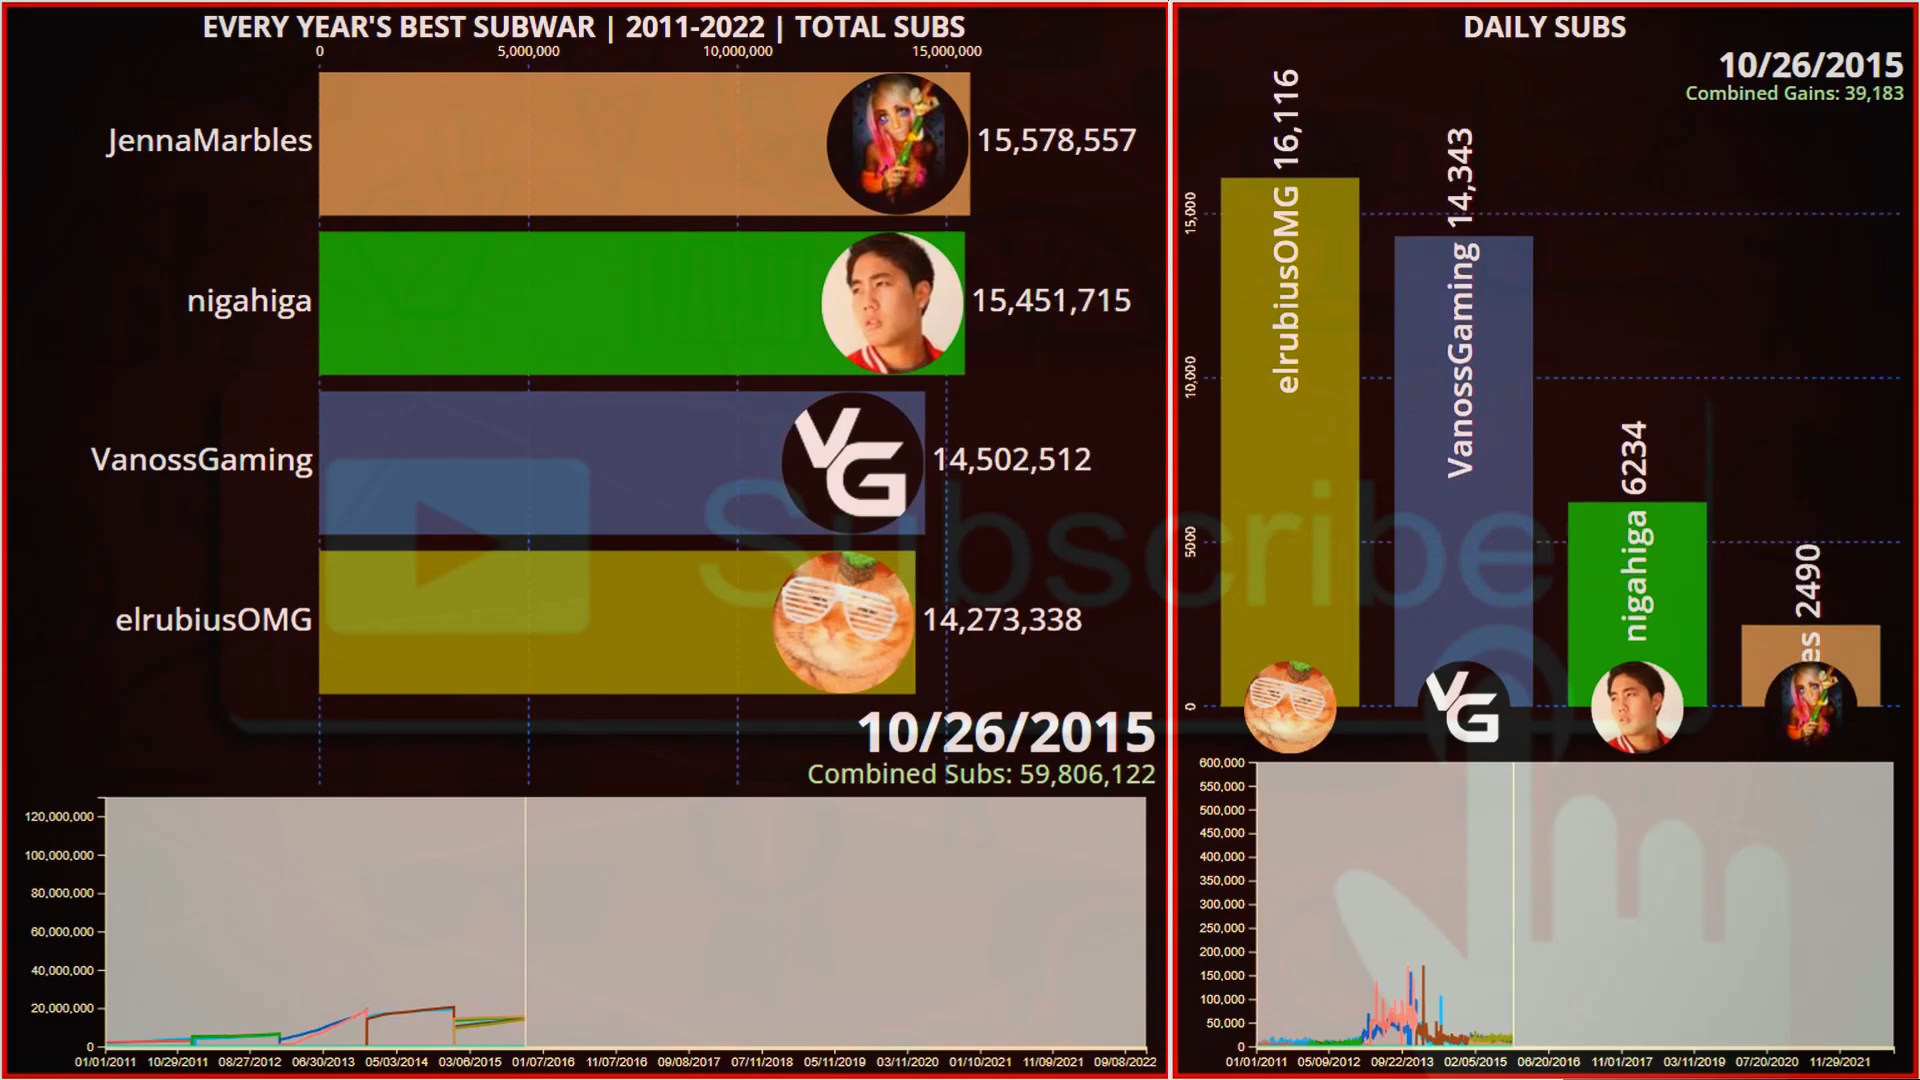 EVERY YEAR'S BEST SUBWAR | 2011-2022 | TOTAL SUBS
0 5,000,000 10,000,000 15,000,000
JennaMarbles 15,578,557
nigahiga 15,451,715
VanossGaming VG 14,502,512
elrubiusOMG 14,273,338
10/26/2015
Combined Subs: 59,806,122
120,000,000
100,000,000
80,000,000
60,000,000
40,000,000
20,000,000
0
01/01/2011 10/29/2011 08/27/2012 06/30/2013 05/03/2014 03/06/2015 01/07/2016 11/07/2016 09/08/2017 07/11/2018 05/11/2019 03/11/2020 01/10/2021 11/09/2021 09/08/2022
DAILY SUBS
10/26/2015
Combined Gains: 39,183
15,000
10,000
5000
0
elrubiusOMG 16,116
VanossGaming 14,343
nigahiga 6234
es 2490
VG
Subscribe
600,000
550,000
500,000
450,000
400,000
350,000
300,000
250,000
200,000
150,000
100,000
50,000
0
01/01/2011 05/09/2012 09/22/2013 02/05/2015 06/20/2016 11/01/2017 03/11/2019 07/20/2020 11/29/2021